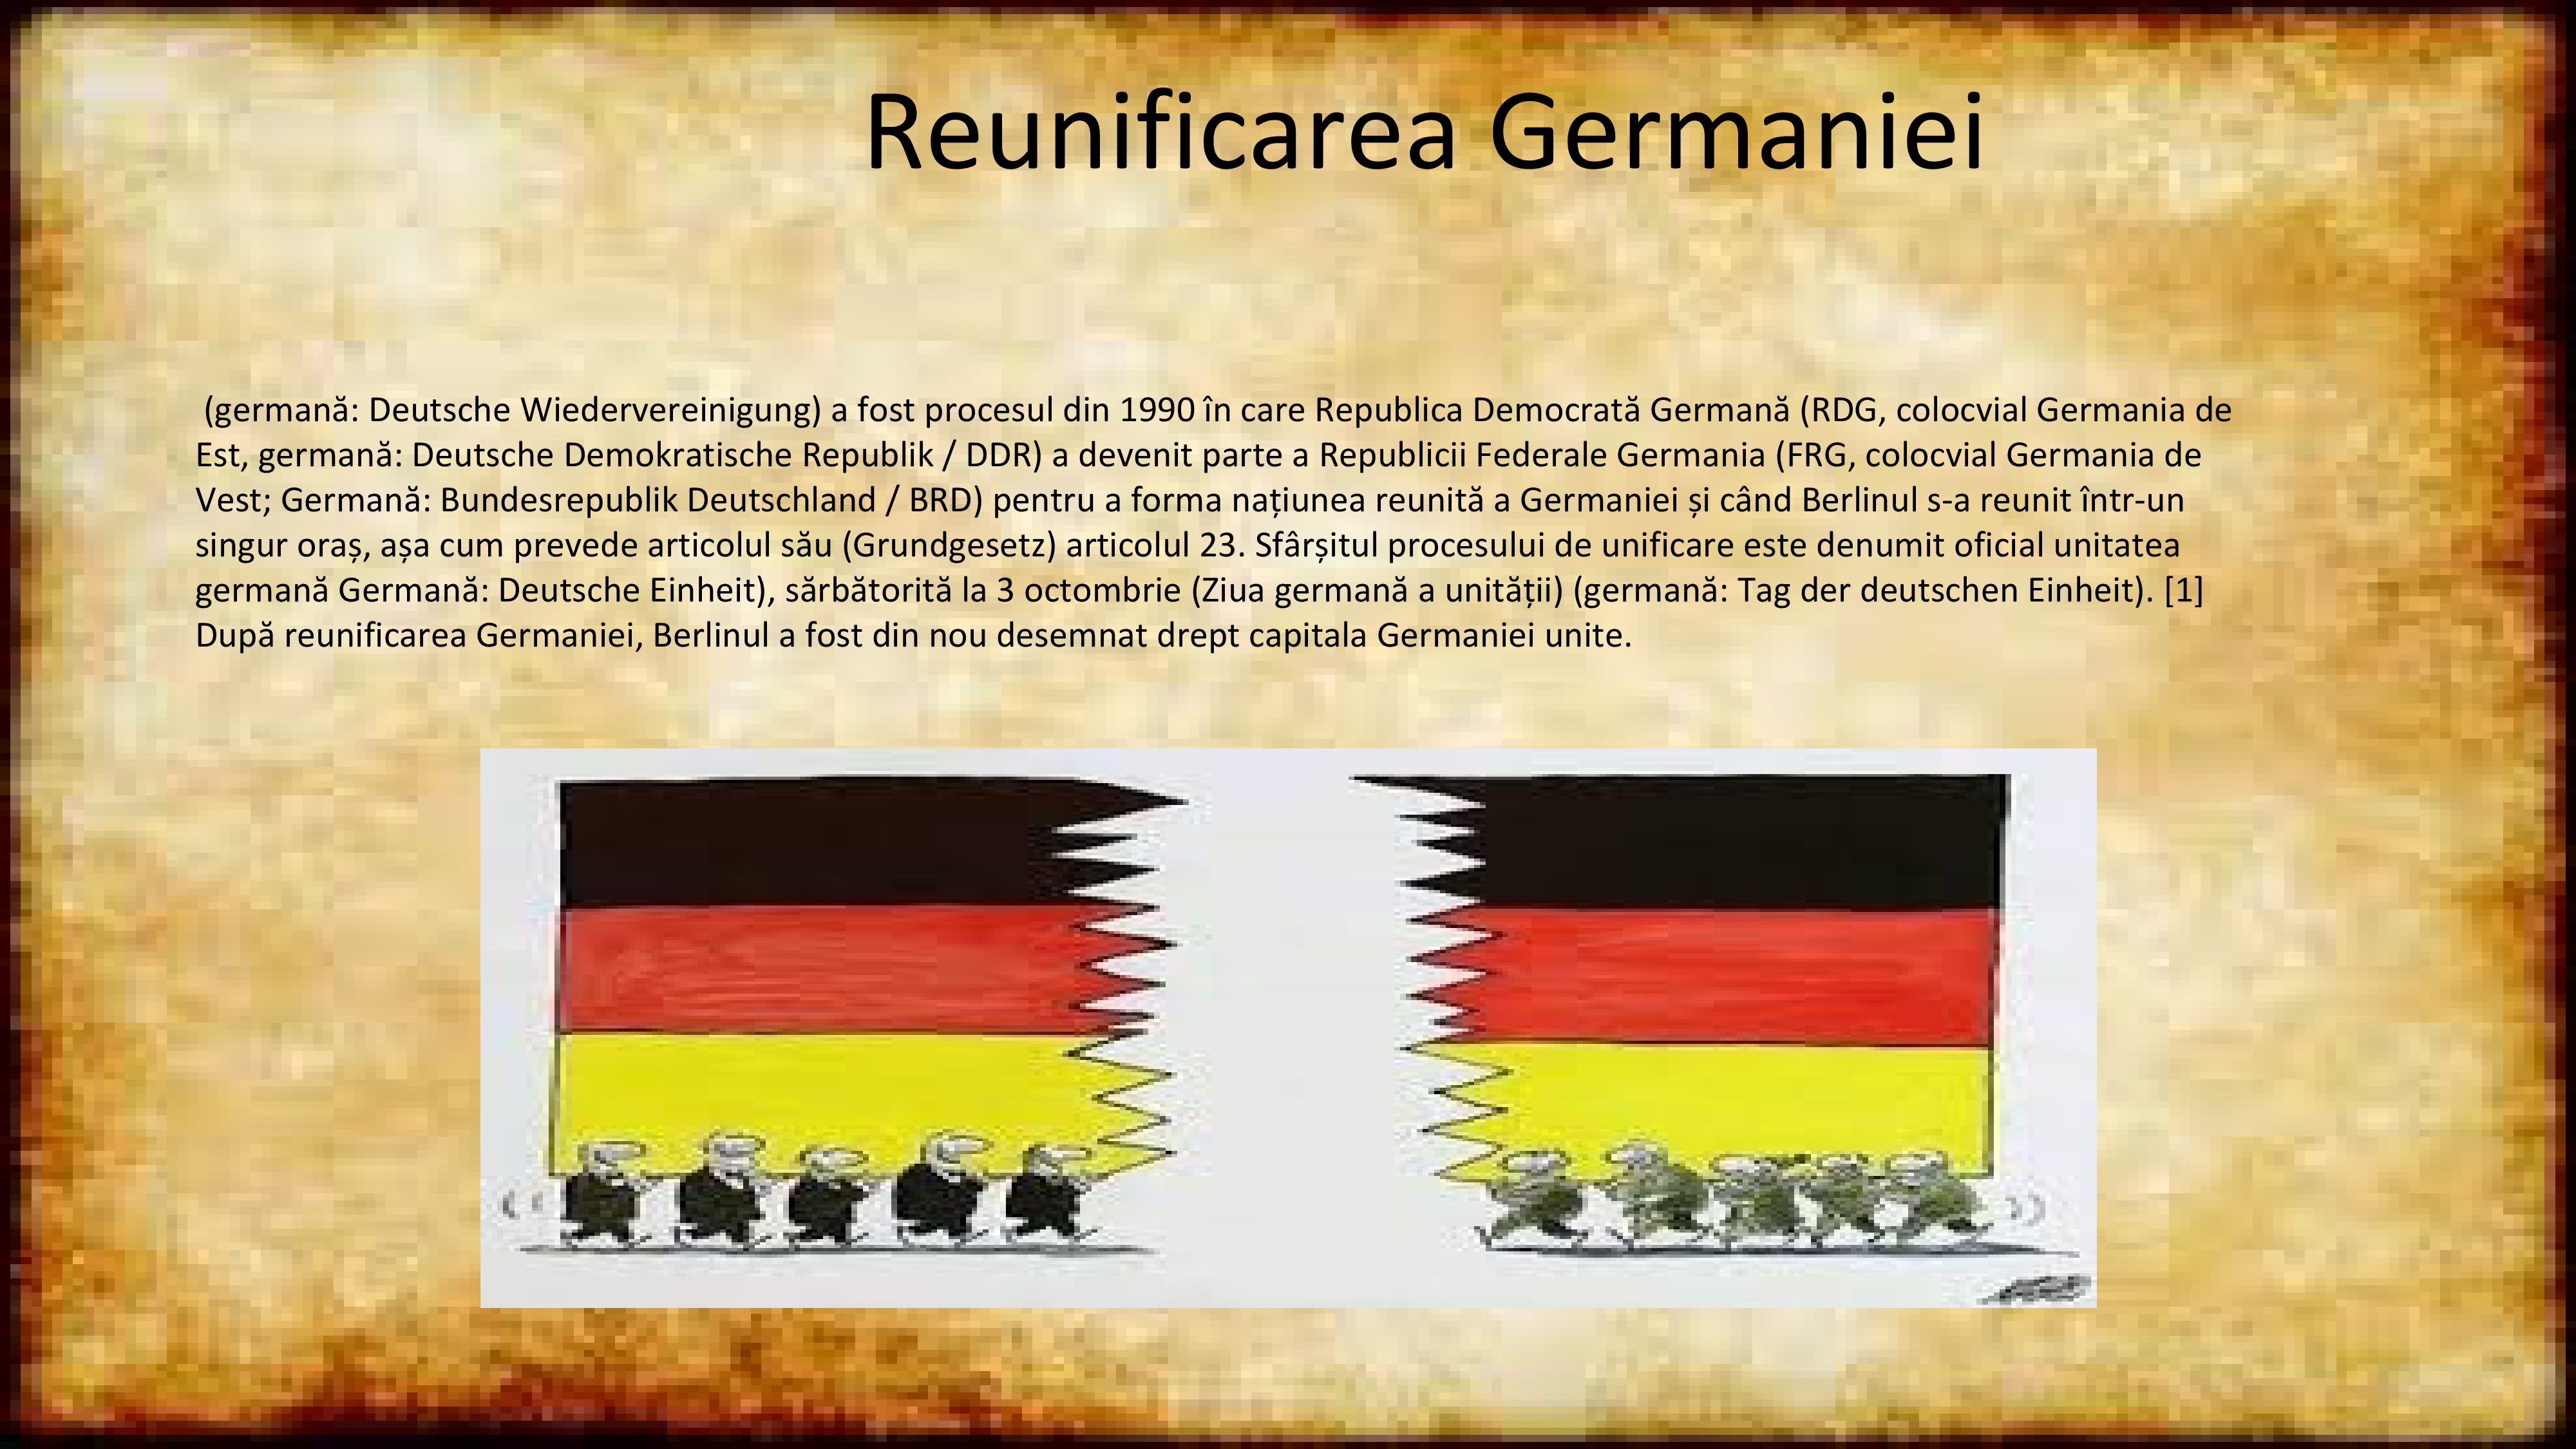 Reunificarea Germaniei
(germană: Deutsche Wiedervereinigung) a fost procesul din 1990 în care Republica Democrată Germană (RDG, colocvial Germania de
Est, germană: Deutsche Demokratische Republik / DDR) a devenit parte a Republicii Federale Germania (FRG, colocvial Germania de
Vest; Germană: Bundesrepublik Deutschland / BRD) pentru a forma națiunea reunită a Germaniei și când Berlinul s-a reunit într-un
singur oraș, așa cum prevede articolul său (Grundgesetz) articolul 23. Sfârșitul procesului de unificare este denumit oficial unitatea
germană Germană: Deutsche Einheit), sărbătorită la 3 octombrie (Ziua germană a unității) (germană: Tag der deutschen Einheit). [1]
După reunificarea Germaniei, Berlinul a fost din nou desemnat drept capitala Germaniei unite.